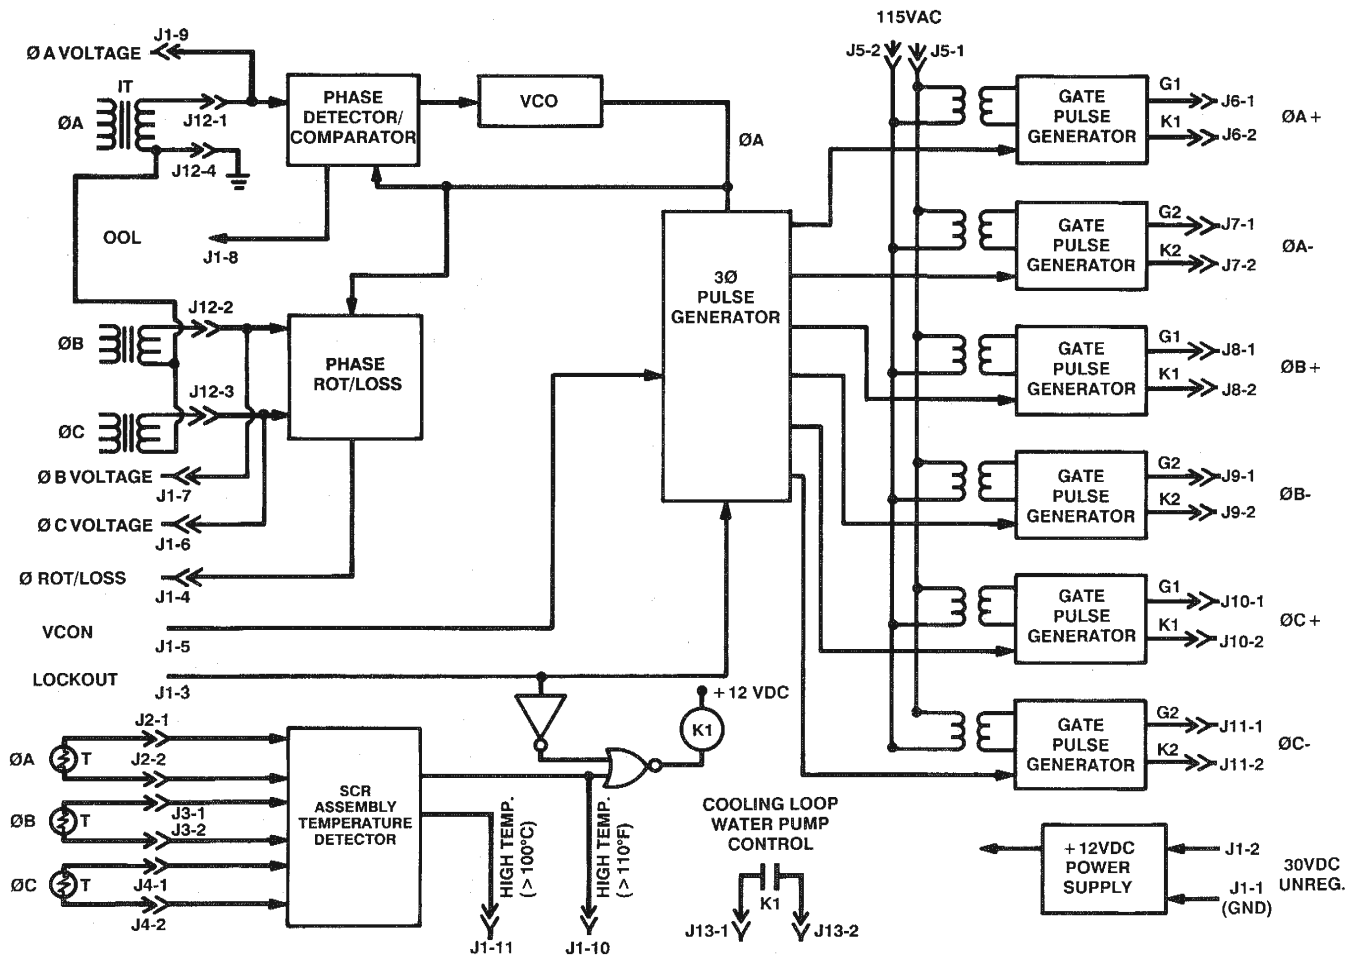 115VAC
J5-2
J5-1
J1-9
ØA VOLTAGE
IT
ØA
J12-1
J12-4
PHASE
DETECTOR/
COMPARATOR
VCO
ØA
OOL
J1-8
J12-2
ØB
J12-3
ØC
PHASE
ROT/LOSS
3Ø
PULSE
GENERATOR
ØB VOLTAGE
J1-7
ØC VOLTAGE
J1-6
Ø ROT/LOSS
J1-4
VCON
J1-5
LOCKOUT
J1-3
+12 VDC
K1
GATE
PULSE
GENERATOR
G1
J6-1
K1
J6-2
ØA+
GATE
PULSE
GENERATOR
G2
J7-1
K2
J7-2
ØA-
GATE
PULSE
GENERATOR
G1
J8-1
K1
J8-2
ØB+
GATE
PULSE
GENERATOR
G2
J9-1
K2
J9-2
ØB-
GATE
PULSE
GENERATOR
G1
J10-1
K1
J10-2
ØC+
GATE
PULSE
GENERATOR
G2
J11-1
K2
J11-2
ØC-
J2-1
ØA
T
J2-2
J3-1
ØB
T
J3-2
ØC
T
J4-1
J4-2
SCR
ASSEMBLY
TEMPERATURE
DETECTOR
HIGH TEMP.
(>100°C)
J1-11
HIGH TEMP.
(>110°F)
J1-10
COOLING LOOP
WATER PUMP
CONTROL
K1
J13-1
J13-2
+12VDC
POWER
SUPPLY
J1-2
J1-1
(GND)
30VDC
UNREG.